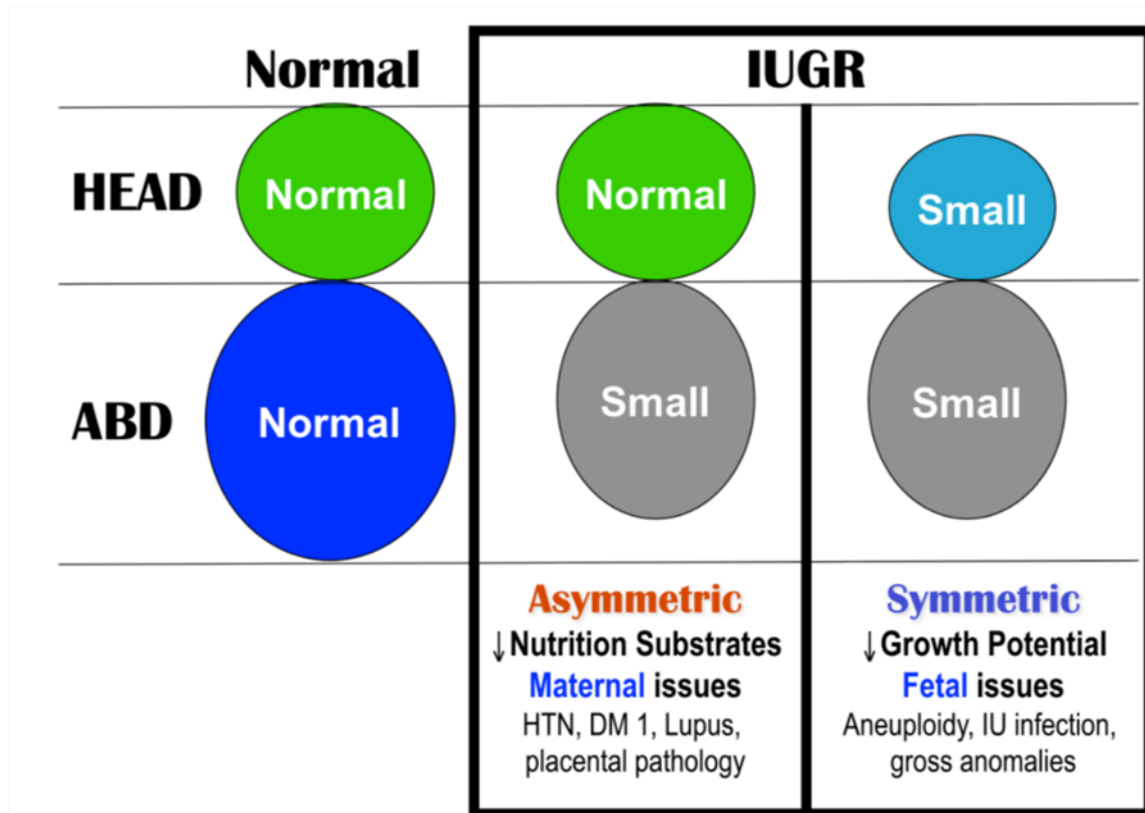 Normal
IUGR
HEAD
Normal
Normal
Small
ABD
Normal
Small
Small
Asymmetric
↓Nutrition Substrates
Maternal issues
HTN, DM 1, Lupus,
placental pathology
Symmetric
↓Growth Potential
Fetal issues
Aneuploidy, IU infection,
gross anomalies